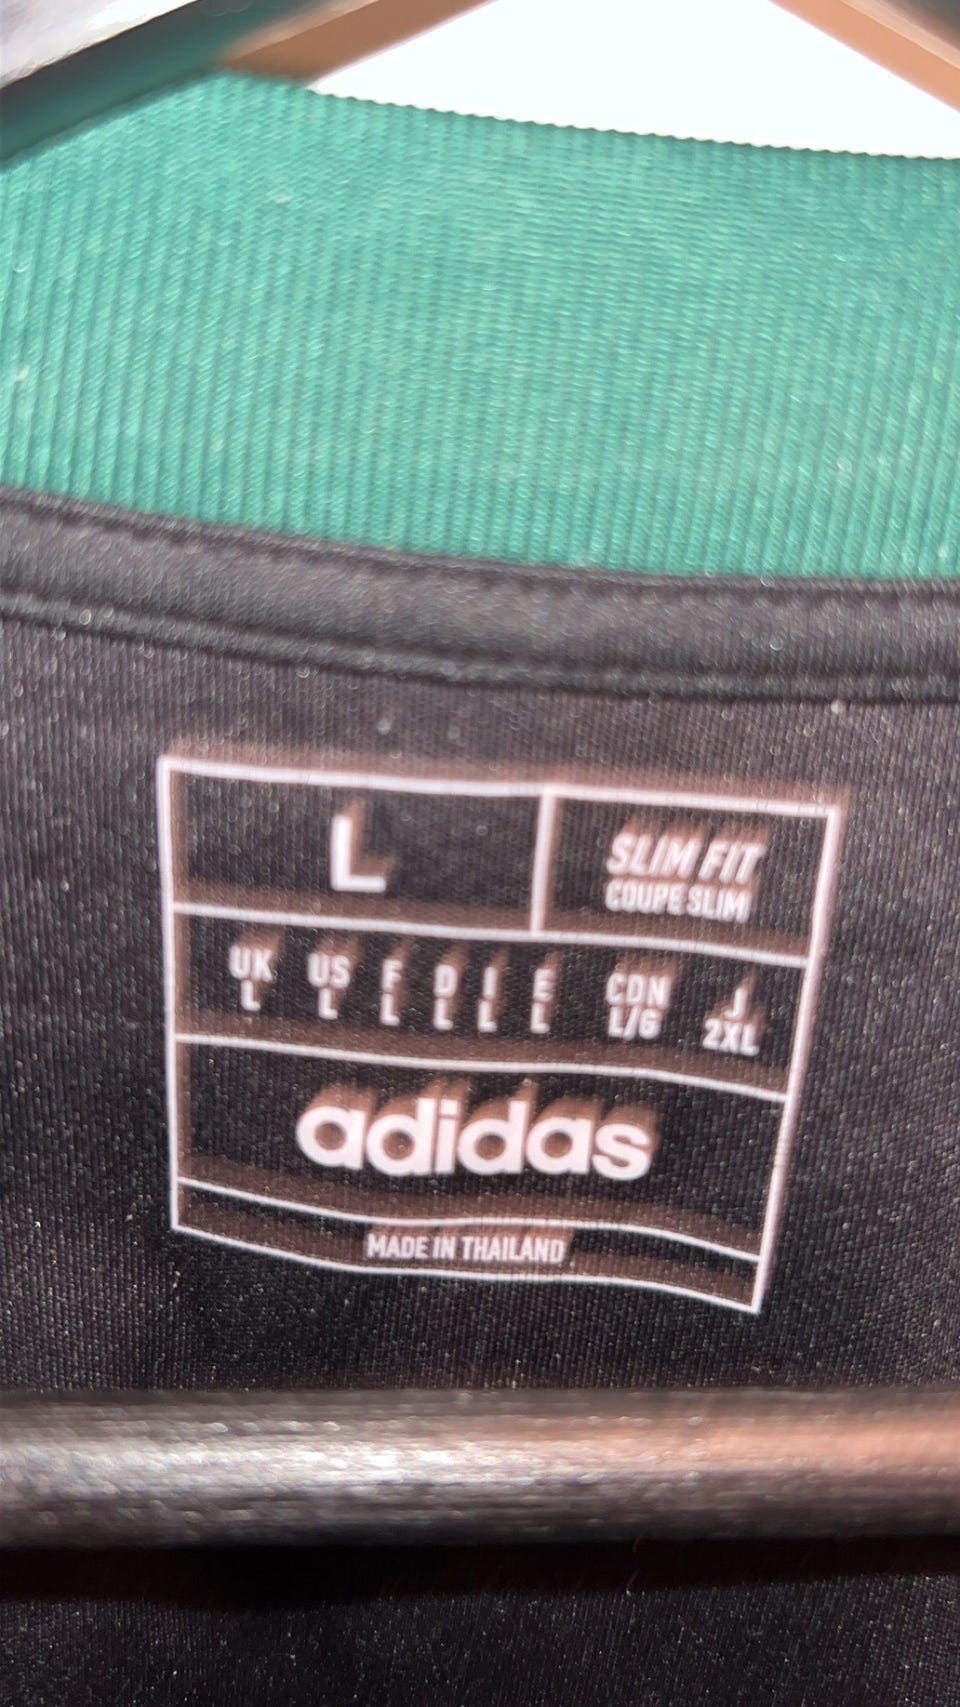 L
SLIM FIT
COUPE SLIM
UK US F D I E CDN J
L L L L L L L/G 2XL
adidas
MADE IN THAILAND